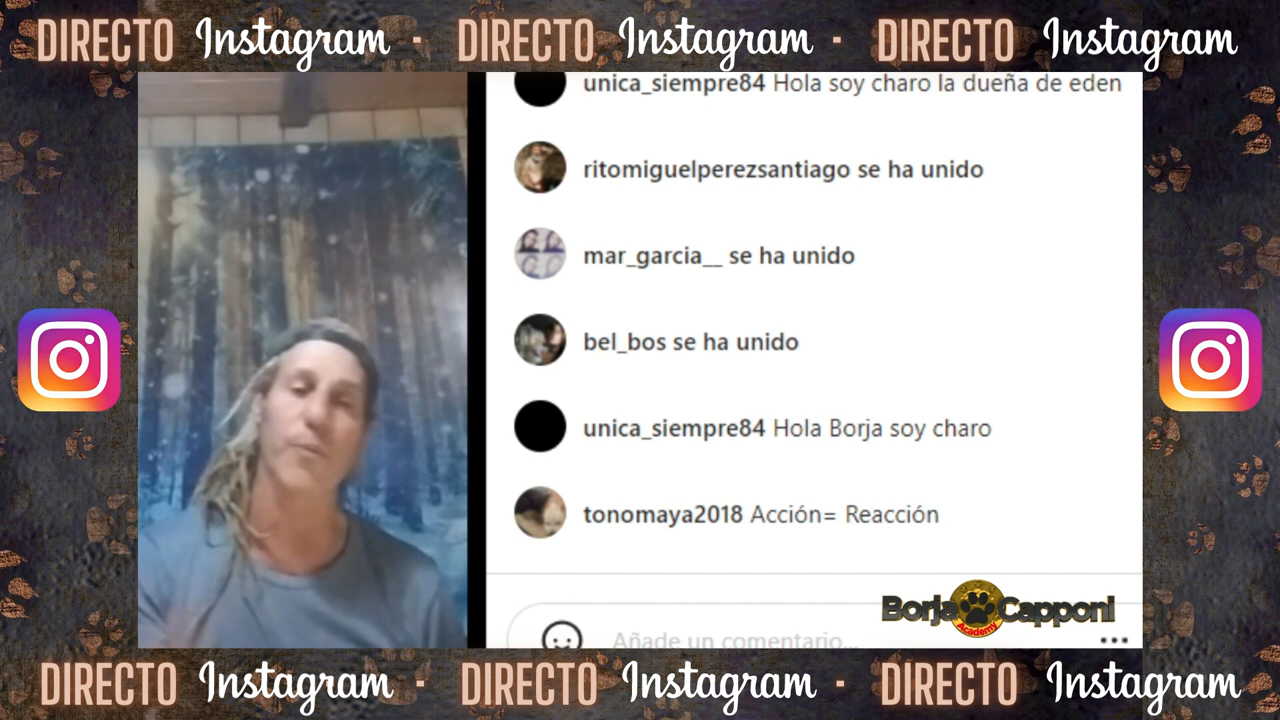 DIRECTO Instagram · DIRECTO Instagram · DIRECTO Instagram
unica_siempre84 Hola soy charo la dueña de eden
ritomiguelperezsantiago se ha unido
mar_garcia__ se ha unido
bel_bos se ha unido
unica_siempre84 Hola Borja soy charo
tonomaya2018 Acción= Reacción
Añade un comentario...
Borja Capponi
Academy
DIRECTO Instagram · DIRECTO Instagram · DIRECTO Instagram